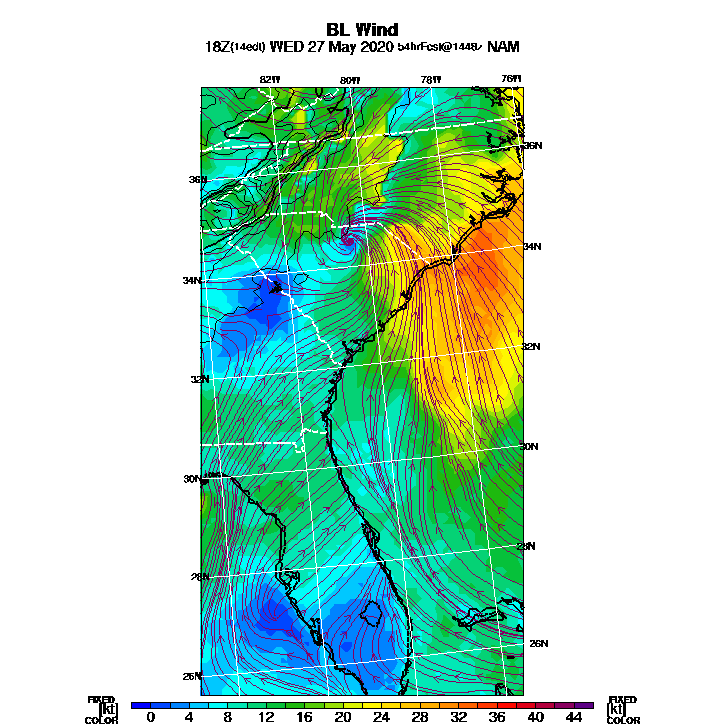 BL Wind
18Z(14edt) WED 27 May 2020 54hrFcst@1448z NAM
82W 80W 78W 76W
36N
36N
34N
34N
32N
32N
30N
30N
28N
28N
26N
26N
FIXED FIXED
[kt] 0 4 8 12 16 20 24 28 32 36 40 44 [kt]
COLOR COLOR